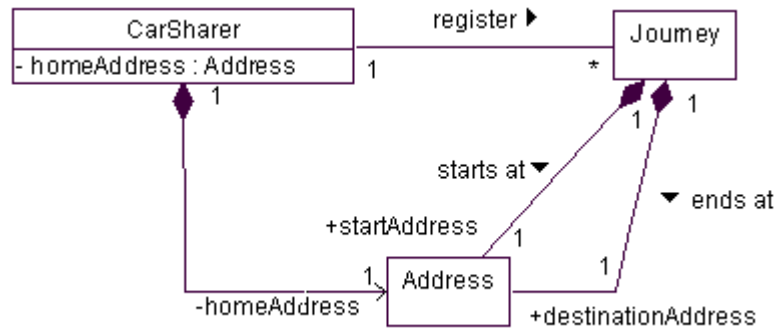 CarSharer
- homeAddress : Address
register
Journey
1
*
1
1
1
starts at
ends at
+startAddress
1
1
1
Address
-homeAddress
+destinationAddress